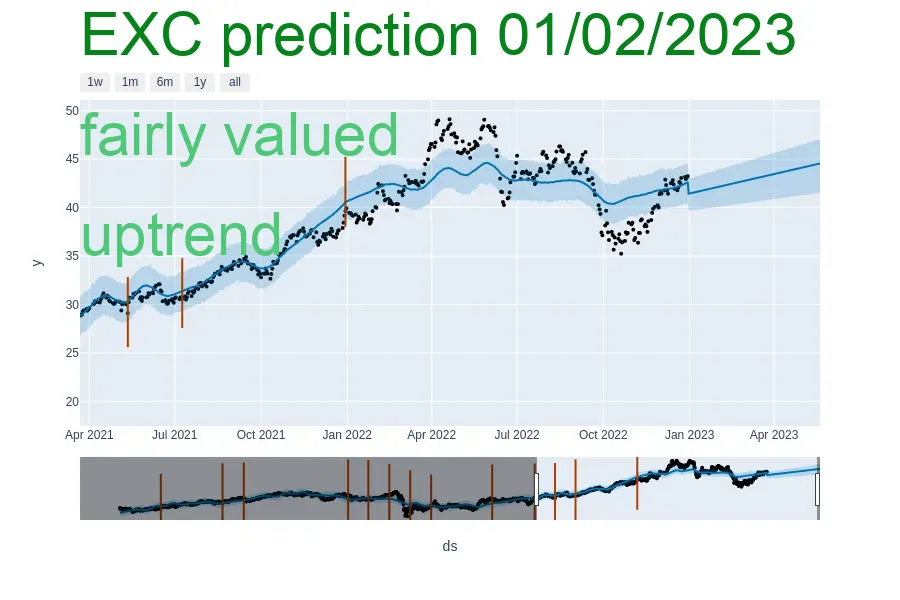 EXC prediction 01/02/2023
1w 1m 6m 1y all
50
fairly valued
45
40
uptrend
35
y
30
25
20
Apr 2021 Jul 2021 Oct 2021 Jan 2022 Apr 2022 Jul 2022 Oct 2022 Jan 2023 Apr 2023
ds